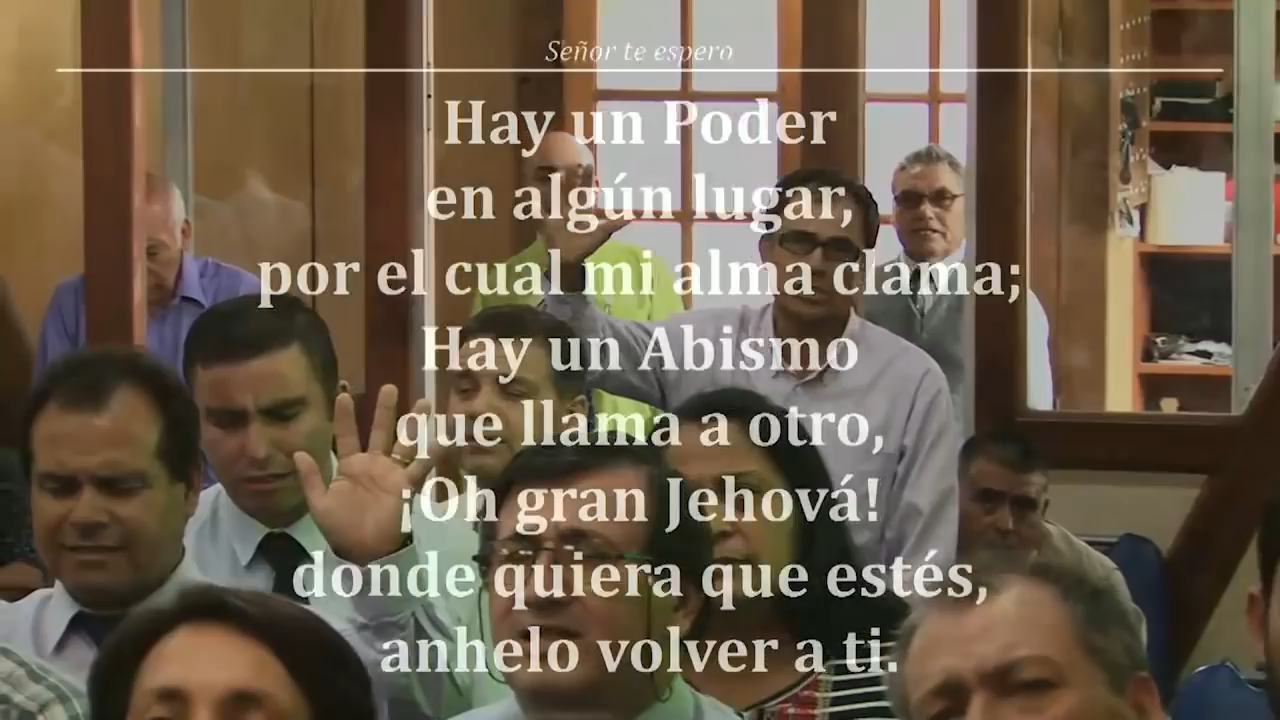 Señor te espero
Hay un Poder
en algún lugar,
por el cual mi alma clama;
Hay un Abismo
que llama a otro,
¡Oh gran Jehová!
donde quiera que estés,
anhelo volver a ti.